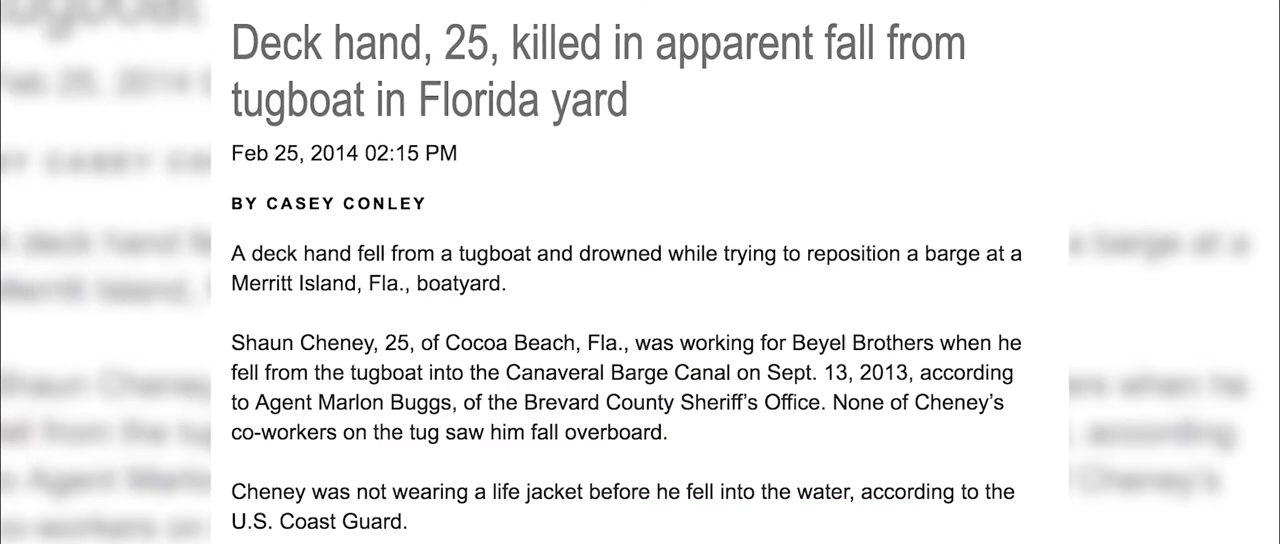 Deck hand, 25, killed in apparent fall from
tugboat in Florida yard
Feb 25, 2014 02:15 PM
BY CASEY CONLEY
A deck hand fell from a tugboat and drowned while trying to reposition a barge at a
Merritt Island, Fla., boatyard.
Shaun Cheney, 25, of Cocoa Beach, Fla., was working for Beyel Brothers when he
fell from the tugboat into the Canaveral Barge Canal on Sept. 13, 2013, according
to Agent Marlon Buggs, of the Brevard County Sheriff’s Office. None of Cheney’s
co-workers on the tug saw him fall overboard.
Cheney was not wearing a life jacket before he fell into the water, according to the
U.S. Coast Guard.